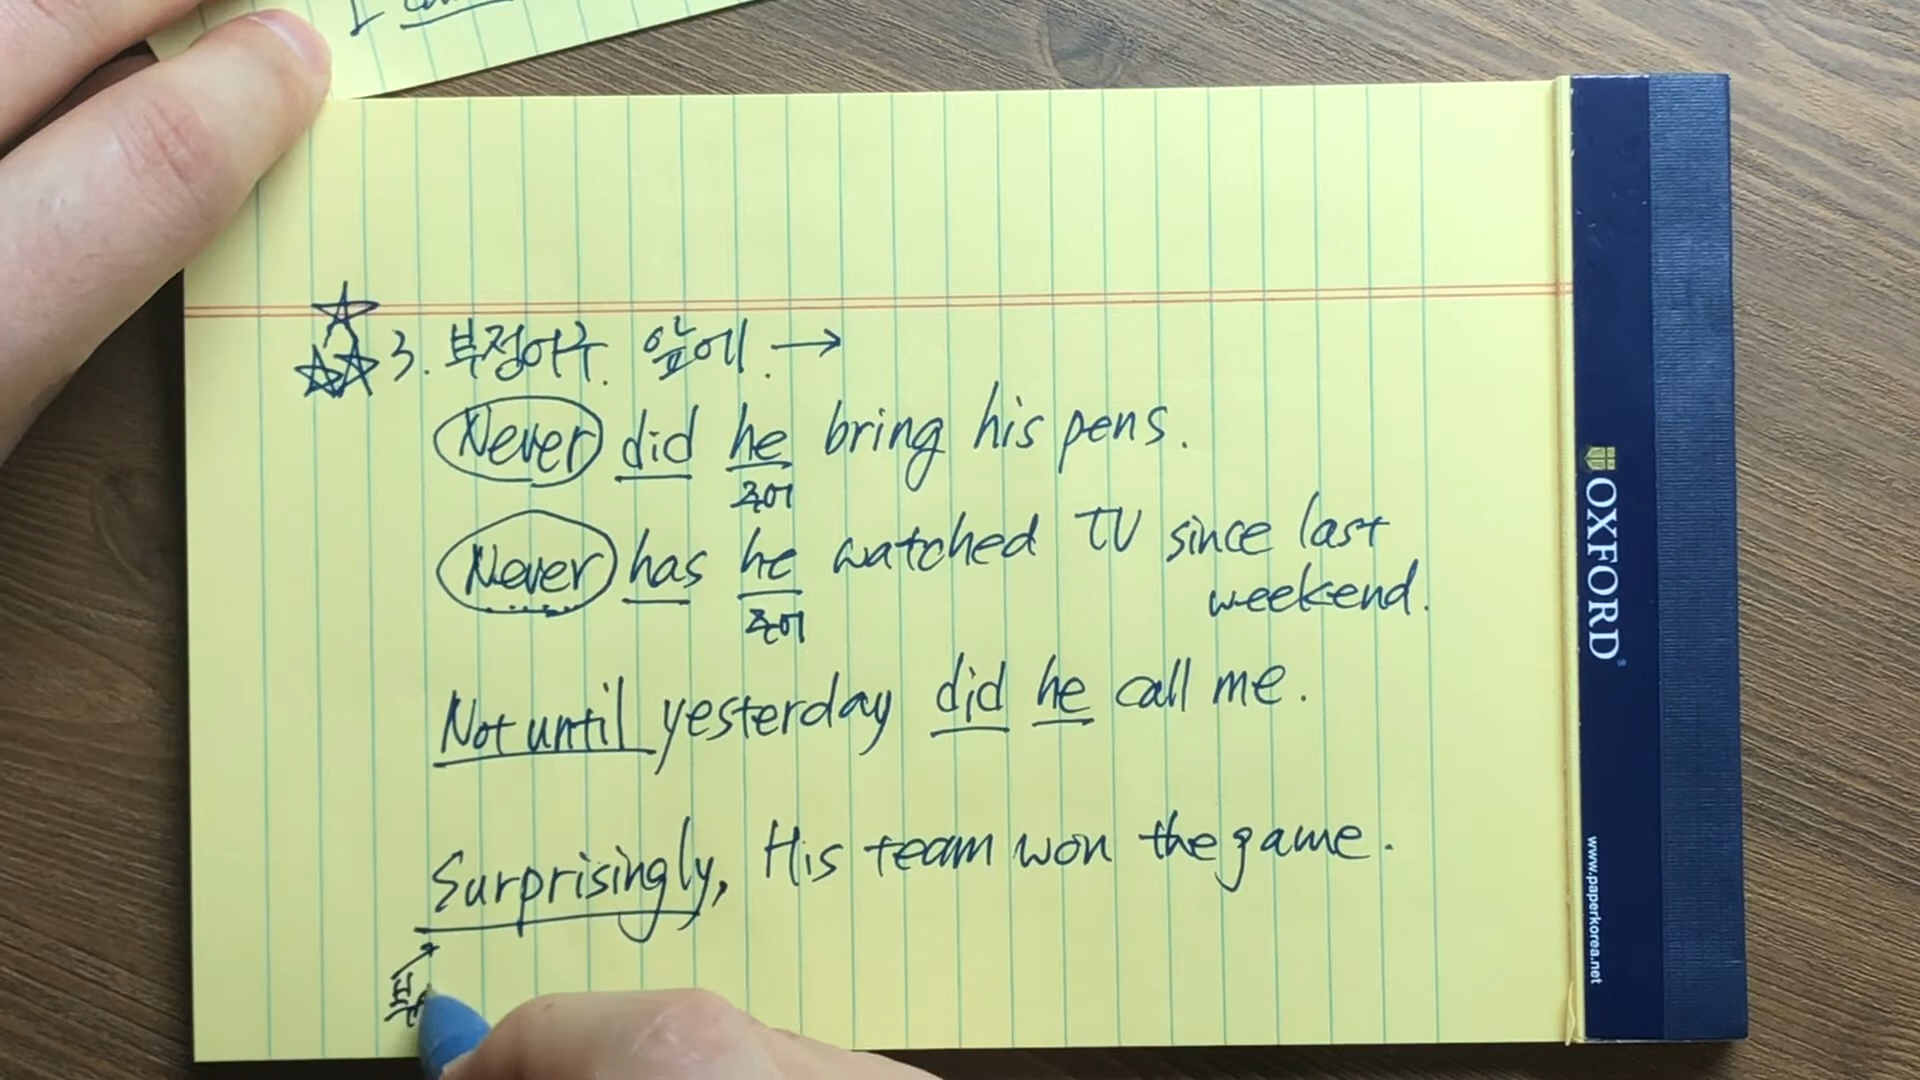 3. 부정어구. 앞에. →
Never did he bring his pens.
주어
Never has he watched TV since last
weekend.
주어
Not until yesterday did he call me.
Surprisingly, His team won the game.
OXFORD
www.paperkorea.net